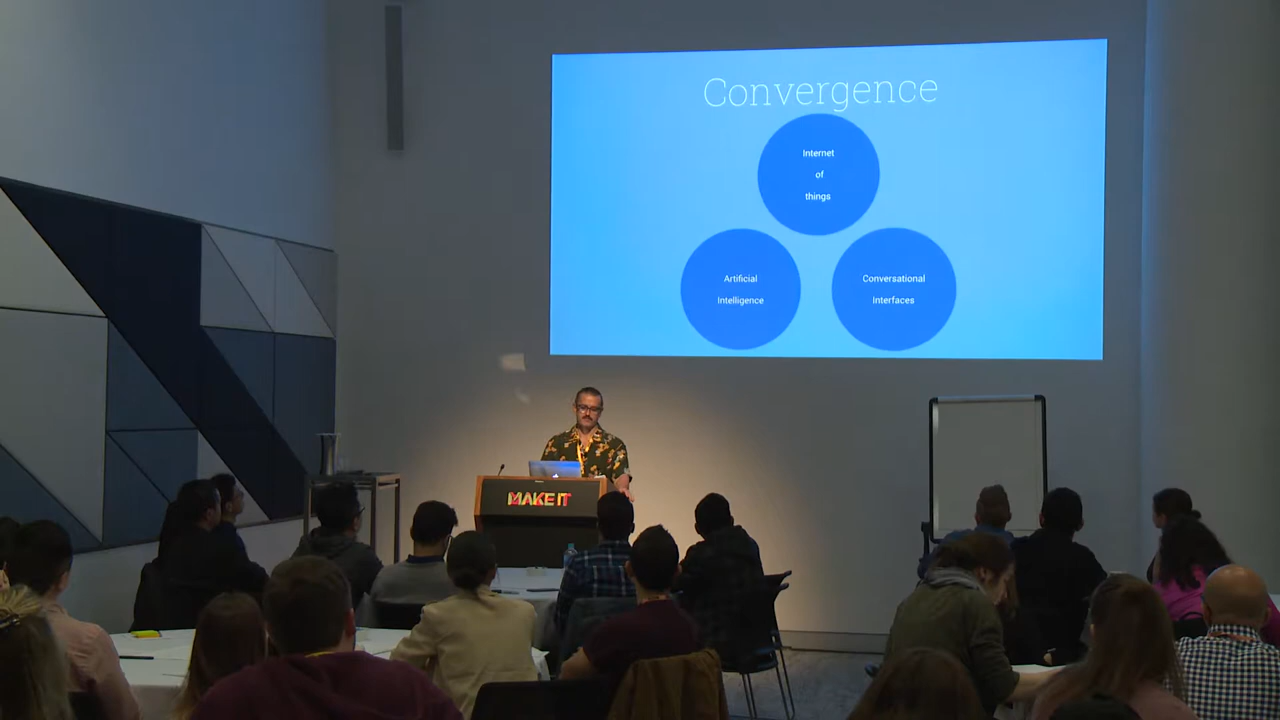 Convergence
Internet
of
things
Artificial
Intelligence
Conversational
Interfaces
MAKE IT